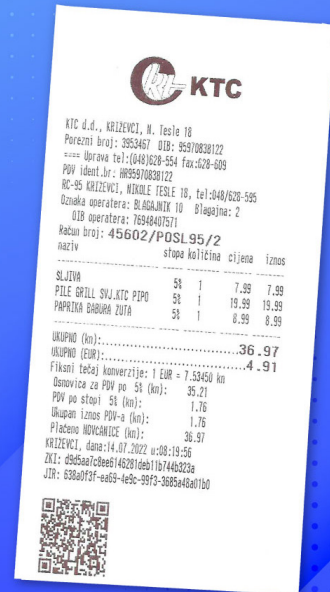 KTC
KTC d.d., KRIŽEVCI, N. Tesle 18
Porezni broj: 3953467 OIB: 95970838122
==== Uprava tel:(048)628-554 fax:628-609
PDV ident.br: HR95970838122
RC-95 KRIŽEVCI, NIKOLE TESLE 18, tel:048/628-595
Oznaka operatera: BLAGAJNIK 10 Blagajna: 2
OIB operatera: 76948407571
Račun broj: 45602/POSL95/2
naziv stopa količina cijena iznos
SLJIVA 5% 1 7.99 7.99
PILE GRILL SVJ.KTC PIPO 5% 1 19.99 19.99
PAPRIKA BABURA ŽUTA 5% 1 8.99 8.99
UKUPNO (kn):...............................36.97
UKUPNO (EUR):...............................4.91
Fiksni tečaj konverzije: 1 EUR = 7.53450 kn
Osnovica za PDV po 5% (kn): 35.21
PDV po stopi 5% (kn): 1.76
Ukupan iznos PDV-a (kn): 1.76
Plaćeno NOVČANICE (kn): 36.97
KRIŽEVCI, dana:14.07.2022 u:08:19:56
ZKI: d9d5aa7c8ee6146281deb11b744b323a
JIR: 638a0f3f-ea69-4e9c-99f3-3685a48a01b0